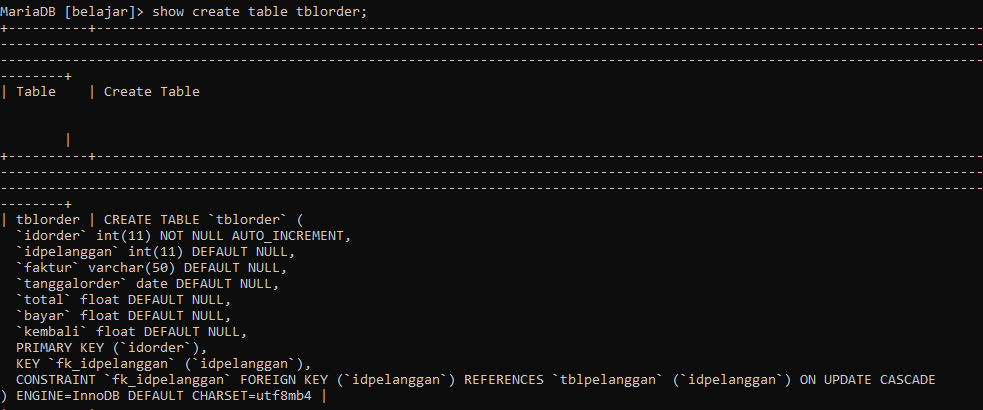 MariaDB [belajar]> show create table tblorder;
+----------+---------------------------------------------------------------------------------------------------------------
---------------------------------------------------------------------------------------------------------------------------
---------------------------------------------------------------------------------------------------------------------------
--------+
| Table    | Create Table
|
+----------+---------------------------------------------------------------------------------------------------------------
---------------------------------------------------------------------------------------------------------------------------
---------------------------------------------------------------------------------------------------------------------------
--------+
| tblorder | CREATE TABLE `tblorder` (
  `idorder` int(11) NOT NULL AUTO_INCREMENT,
  `idpelanggan` int(11) DEFAULT NULL,
  `faktur` varchar(50) DEFAULT NULL,
  `tanggalorder` date DEFAULT NULL,
  `total` float DEFAULT NULL,
  `bayar` float DEFAULT NULL,
  `kembali` float DEFAULT NULL,
  PRIMARY KEY (`idorder`),
  KEY `fk_idpelanggan` (`idpelanggan`),
  CONSTRAINT `fk_idpelanggan` FOREIGN KEY (`idpelanggan`) REFERENCES `tblpelanggan` (`idpelanggan`) ON UPDATE CASCADE
) ENGINE=InnoDB DEFAULT CHARSET=utf8mb4 |